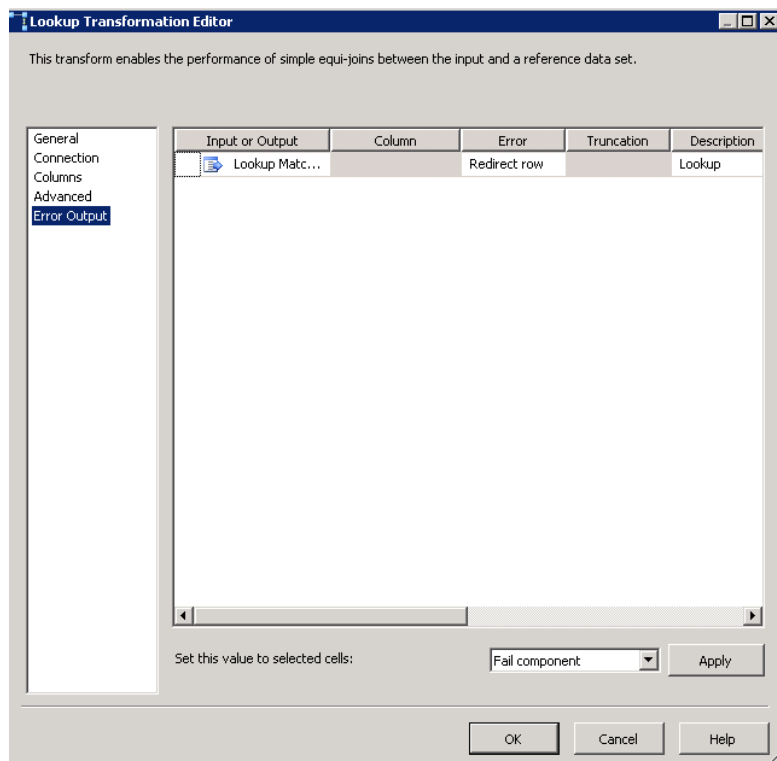 Lookup Transformation Editor
This transform enables the performance of simple equi-joins between the input and a reference data set.
General
Connection
Columns
Advanced
Error Output
Input or Output Column Error Truncation Description
Lookup Matc... Redirect row Lookup
Set this value to selected cells: Fail component Apply
OK Cancel Help